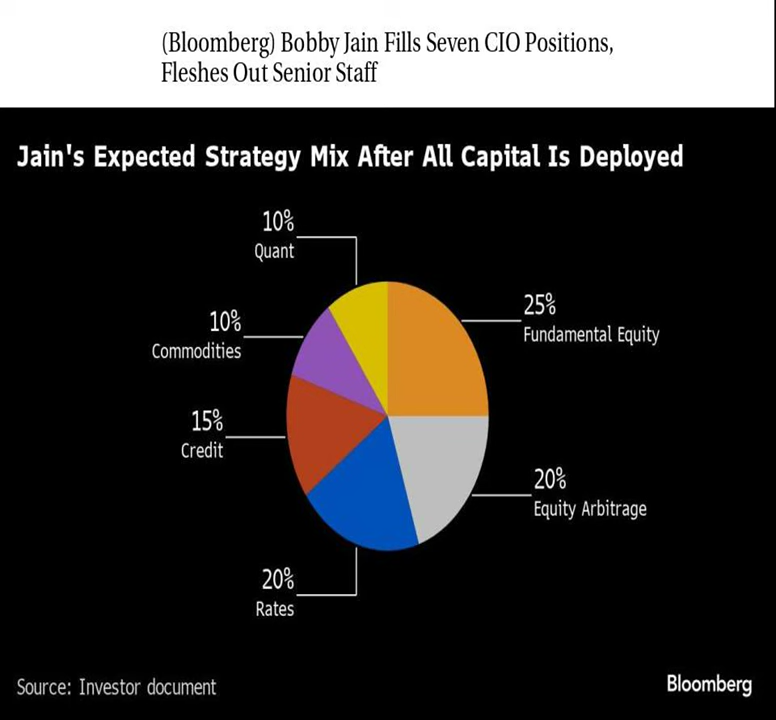 (Bloomberg) Bobby Jain Fills Seven CIO Positions,
Fleshes Out Senior Staff
Jain's Expected Strategy Mix After All Capital Is Deployed
10%
Quant
25%
Fundamental Equity
10%
Commodities
15%
Credit
20%
Equity Arbitrage
20%
Rates
Source: Investor document
Bloomberg